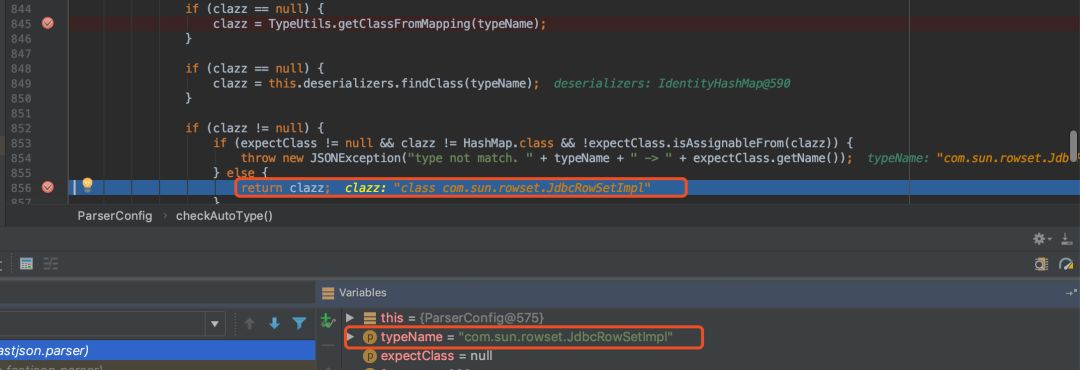 844 if (clazz == null) {
845 clazz = TypeUtils.getClassFromMapping(typeName);
846 }
847
848 if (clazz == null) {
849 clazz = this.deserializers.findClass(typeName); deserializers: IdentityHashMap@590
850 }
851
852 if (clazz != null) {
853 if (expectClass != null && clazz != HashMap.class && !expectClass.isAssignableFrom(clazz)) {
854 throw new JSONException("type not match. " + typeName + " -> " + expectClass.getName()); typeName: "com.sun.rowset.Jdb
855 } else {
856 return clazz; clazz: "class com.sun.rowset.JdbcRowSetImpl"
857 }
ParserConfig › checkAutoType()
Variables
this = {ParserConfig@575}
typeName = "com.sun.rowset.JdbcRowSetImpl"
astjson.parser)
expectClass = null